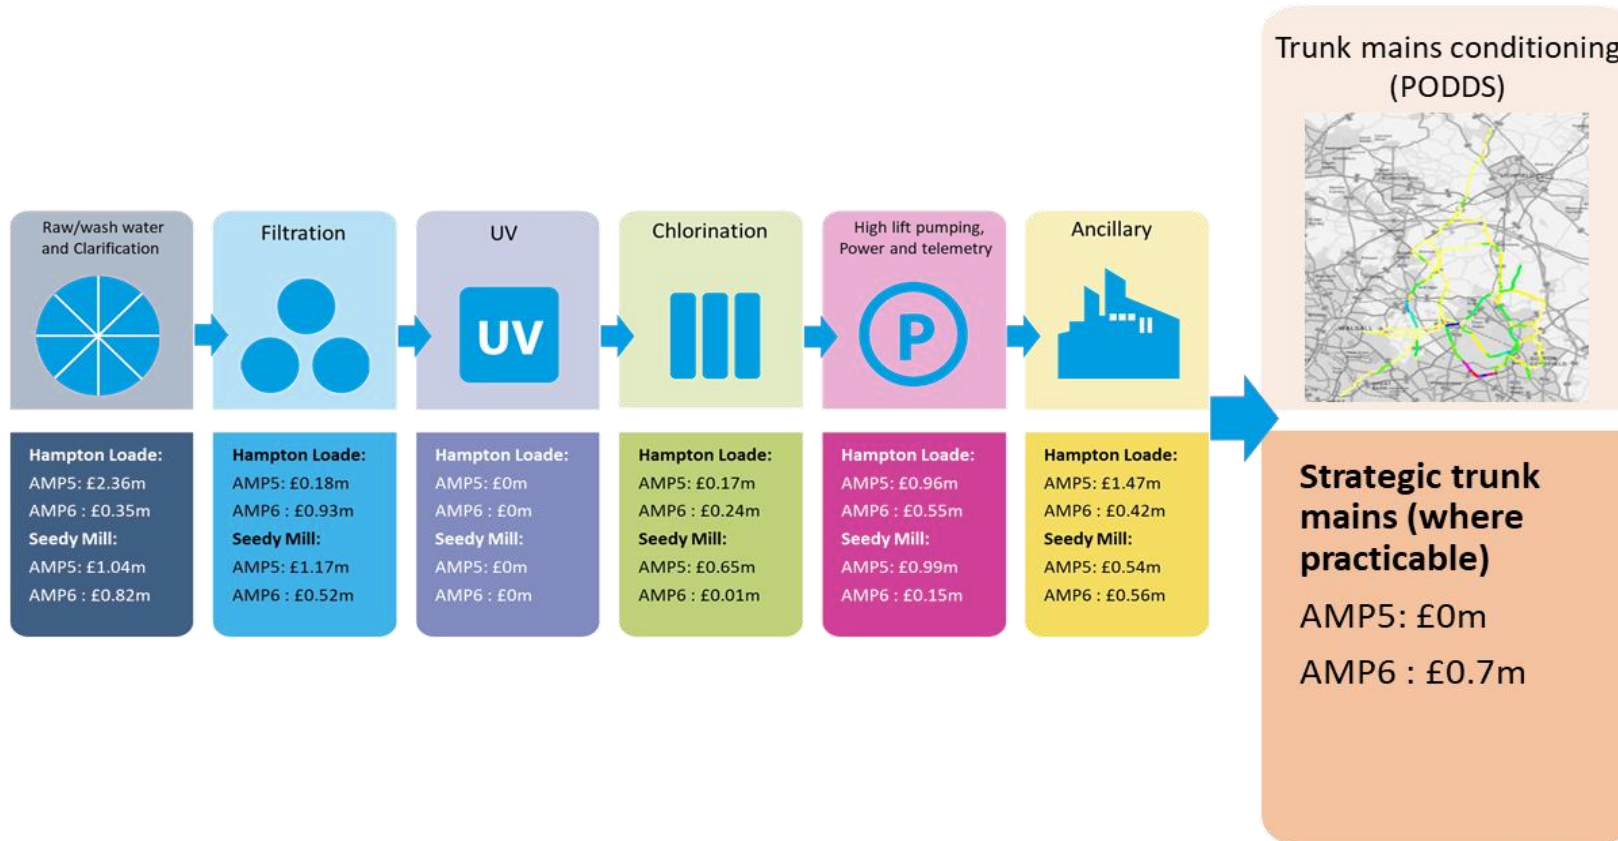 Trunk mains conditioning
(PODDS)
Raw/wash water
and Clarification
Filtration
UV
Chlorination
High lift pumping,
Power and telemetry
Ancillary
UV
P
Hampton Loade:
AMP5: £2.36m
AMP6 : £0.35m
Seedy Mill:
AMP5: £1.04m
AMP6 : £0.82m
Hampton Loade:
AMP5: £0.18m
AMP6 : £0.93m
Seedy Mill:
AMP5: £1.17m
AMP6 : £0.52m
Hampton Loade:
AMP5: £0m
AMP6 : £0m
Seedy Mill:
AMP5: £0m
AMP6 : £0m
Hampton Loade:
AMP5: £0.17m
AMP6 : £0.24m
Seedy Mill:
AMP5: £0.65m
AMP6 : £0.01m
Hampton Loade:
AMP5: £0.96m
AMP6 : £0.55m
Seedy Mill:
AMP5: £0.99m
AMP6 : £0.15m
Hampton Loade:
AMP5: £1.47m
AMP6 : £0.42m
Seedy Mill:
AMP5: £0.54m
AMP6 : £0.56m
Strategic trunk
mains (where
practicable)
AMP5: £0m
AMP6 : £0.7m